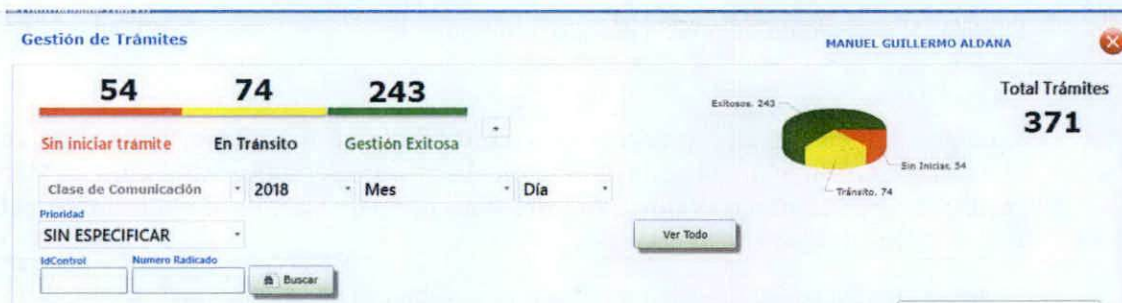 Gestión de Trámites
MANUEL GUILLERMO ALDANA
54 74 243
Sin iniciar trámite En Tránsito Gestión Exitosa
Exitosos, 243
Sin Inicias, 54
Tránsito, 74
Total Trámites
371
Clase de Comunicación 2018 Mes Día
Prioridad
SIN ESPECIFICAR
IdControl Numero Radicado
Buscar
Ver Todo